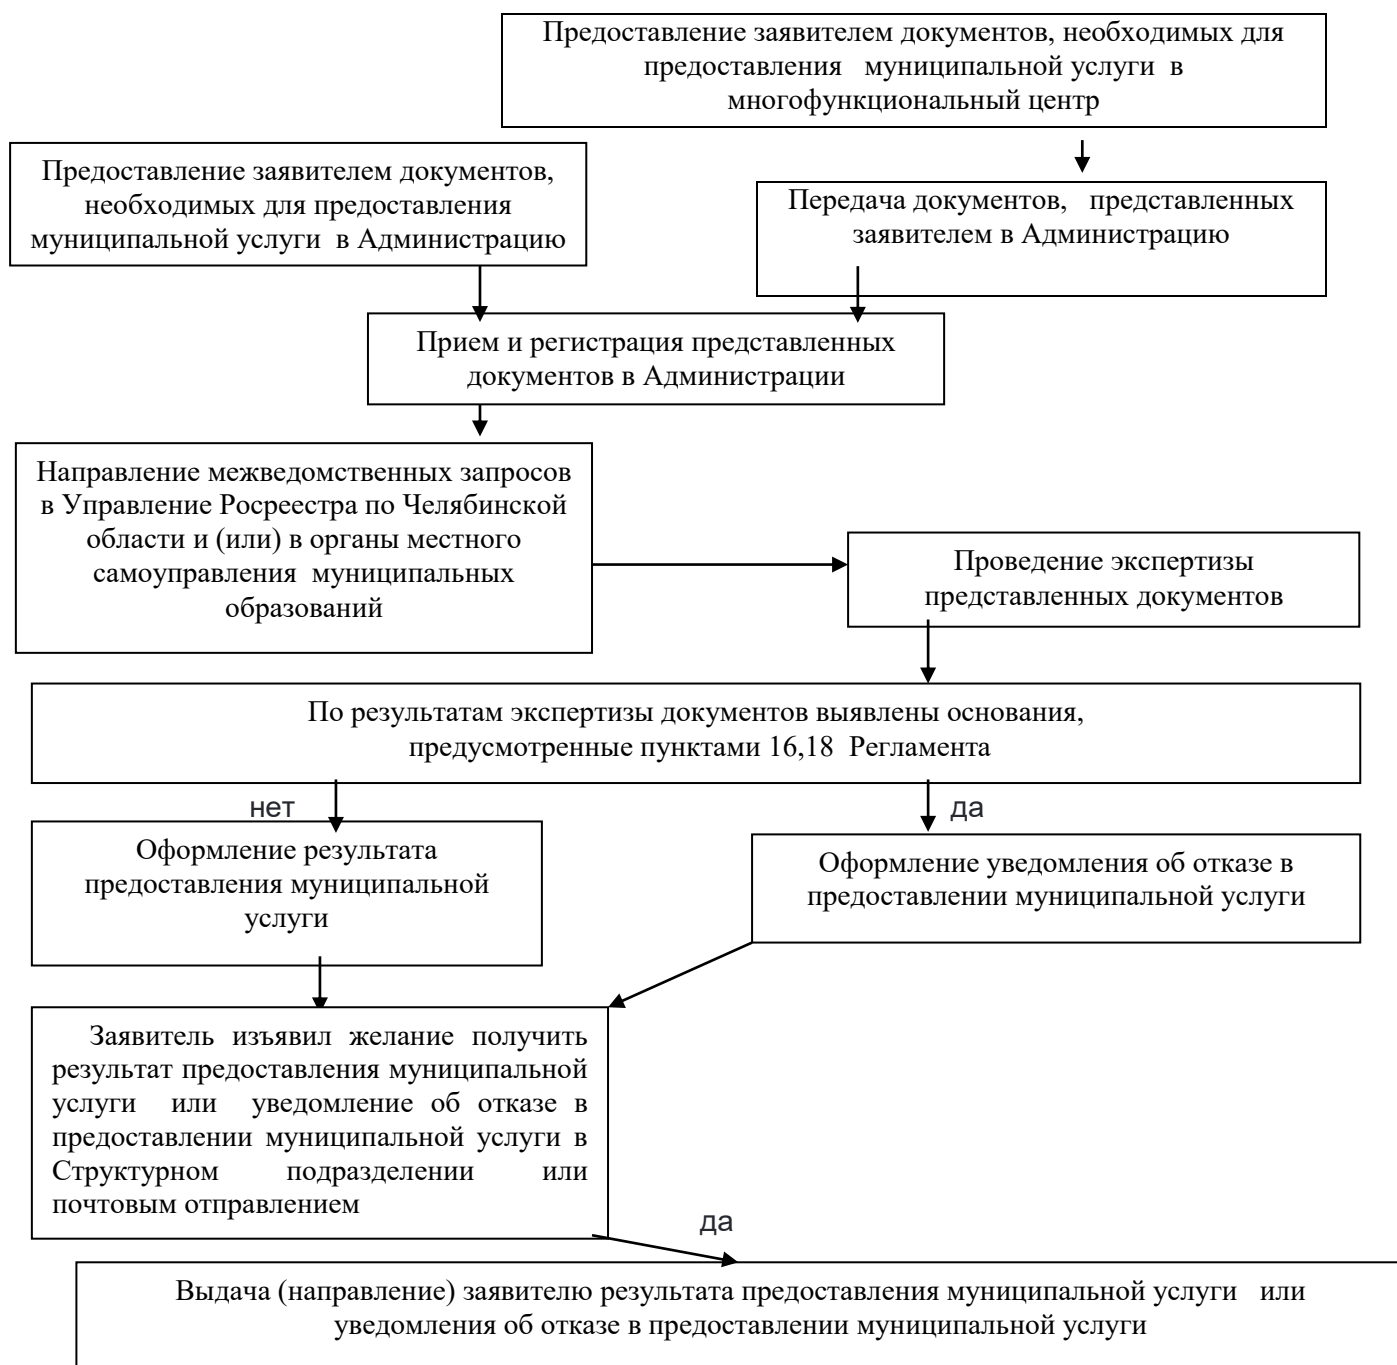 Предоставление заявителем документов, необходимых для
предоставления муниципальной услуги в
многофункциональный центр
Предоставление заявителем документов,
необходимых для предоставления
муниципальной услуги в Администрацию
Передача документов, представленных
заявителем в Администрацию
Прием и регистрация представленных
документов в Администрации
Направление межведомственных запросов
в Управление Росреестра по Челябинской
области и (или) в органы местного
самоуправления муниципальных
образований
Проведение экспертизы
представленных документов
По результатам экспертизы документов выявлены основания,
предусмотренные пунктами 16,18 Регламента
нет
да
Оформление результата
предоставления муниципальной
услуги
Оформление уведомления об отказе в
предоставлении муниципальной услуги
Заявитель изъявил желание получить
результат предоставления муниципальной
услуги или уведомление об отказе в
предоставлении муниципальной услуги в
Структурном подразделении или
почтовым отправлением
да
Выдача (направление) заявителю результата предоставления муниципальной услуги или
уведомления об отказе в предоставлении муниципальной услуги